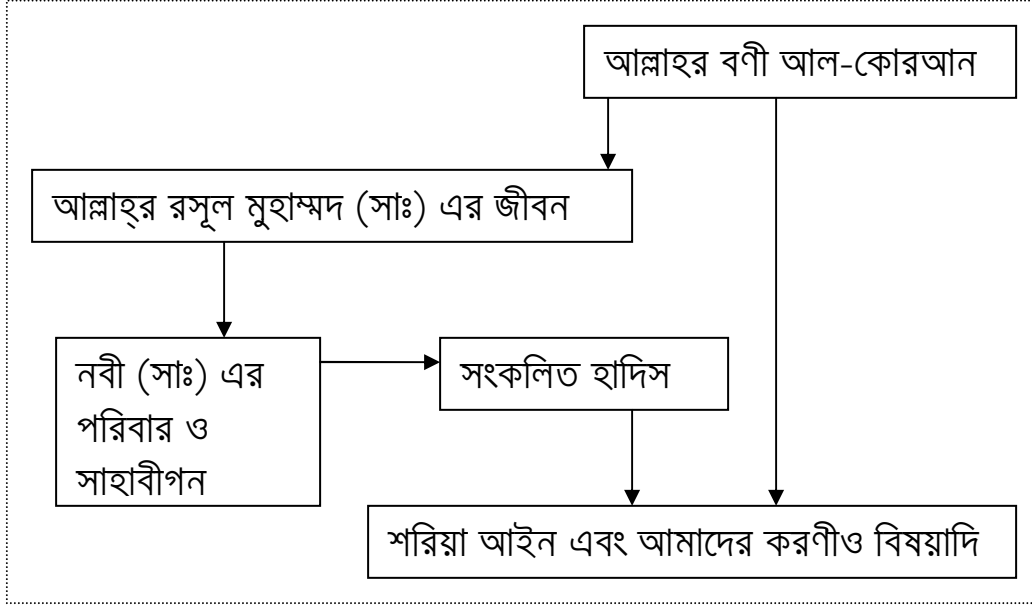 আল্লাহর বণী আল-কোরআন
আল্লাহ্‌র রসূল মুহাম্মদ (সাঃ) এর জীবন
নবী (সাঃ) এর
পরিবার ও
সাহাবীগন
সংকলিত হাদিস
শরিয়া আইন এবং আমাদের করণীও বিষয়াদি